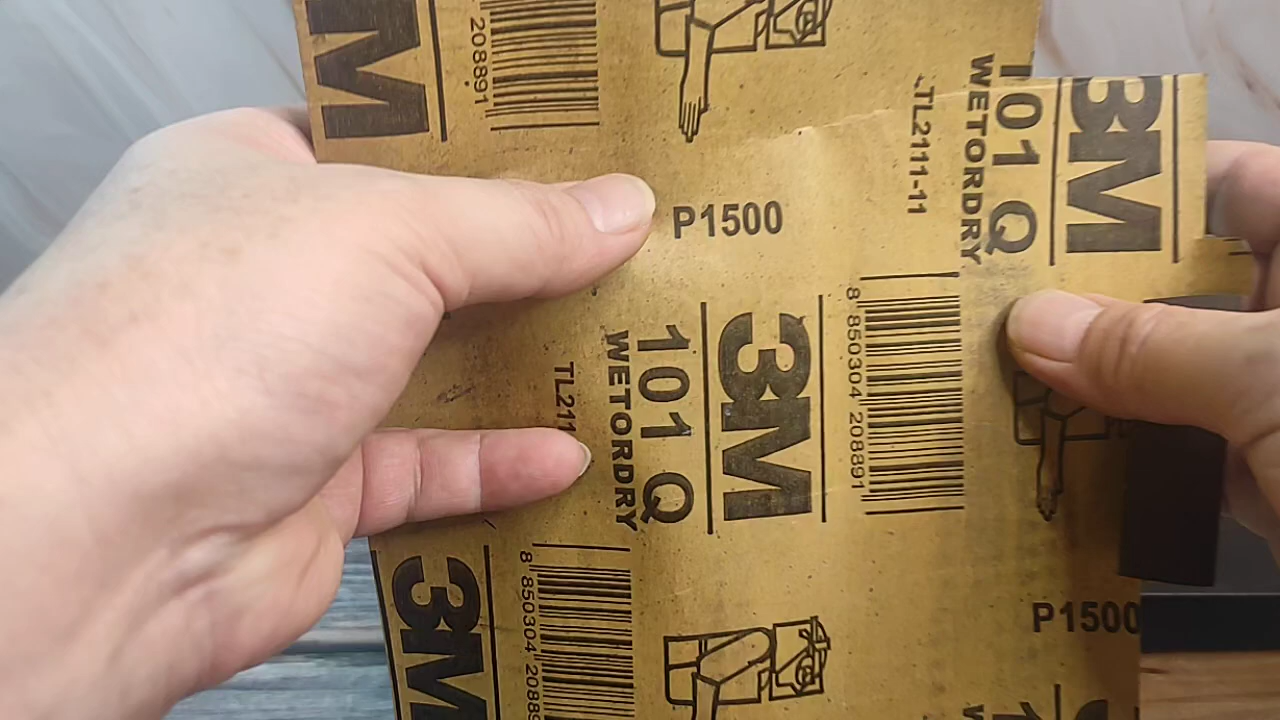 3M
208891
TL2111-11
WETORDRY
101 Q
3M
P1500
TL211
WETORDRY
101 Q
3M
8 850304 208891
3M
8 850304 2088
P1500